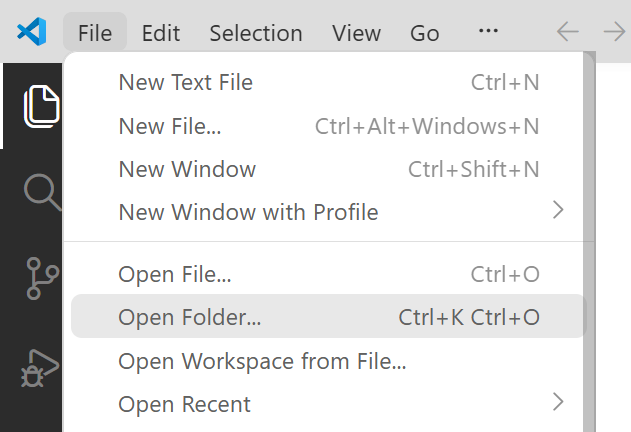 File Edit Selection View Go ...
New Text File Ctrl+N
New File... Ctrl+Alt+Windows+N
New Window Ctrl+Shift+N
New Window with Profile
Open File... Ctrl+O
Open Folder... Ctrl+K Ctrl+O
Open Workspace from File...
Open Recent